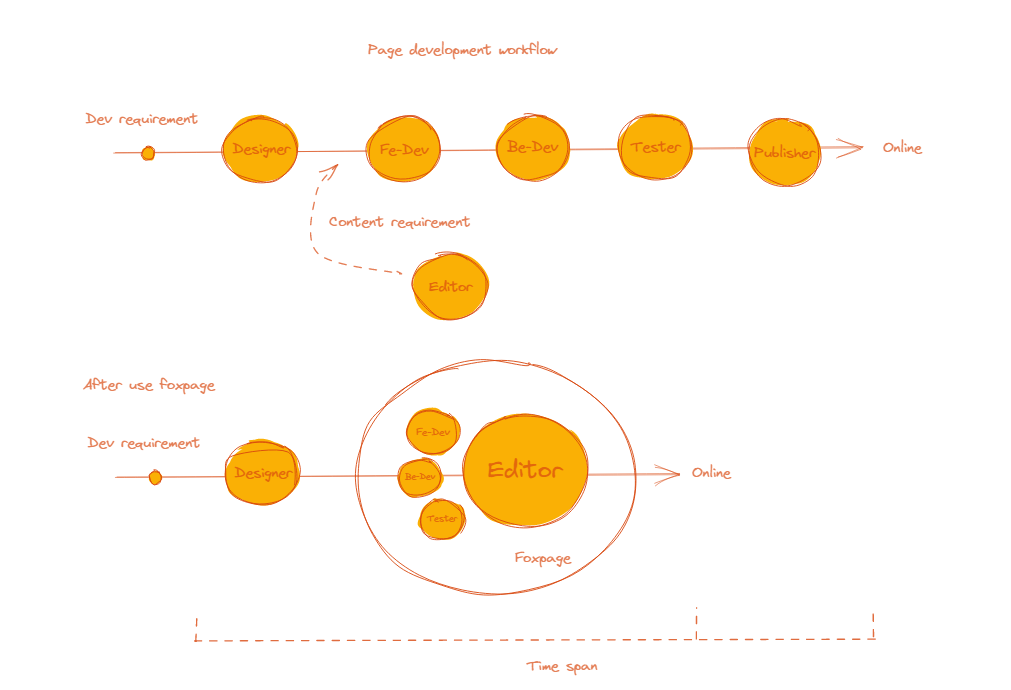 Page development workflow
Dev requirement
Designer
Fe-Dev
Be-Dev
Tester
Publisher
Online
Content requirement
Editor
After use foxpage
Dev requirement
Designer
Fe-Dev
Be-Dev
Tester
Editor
Online
Foxpage
Time span